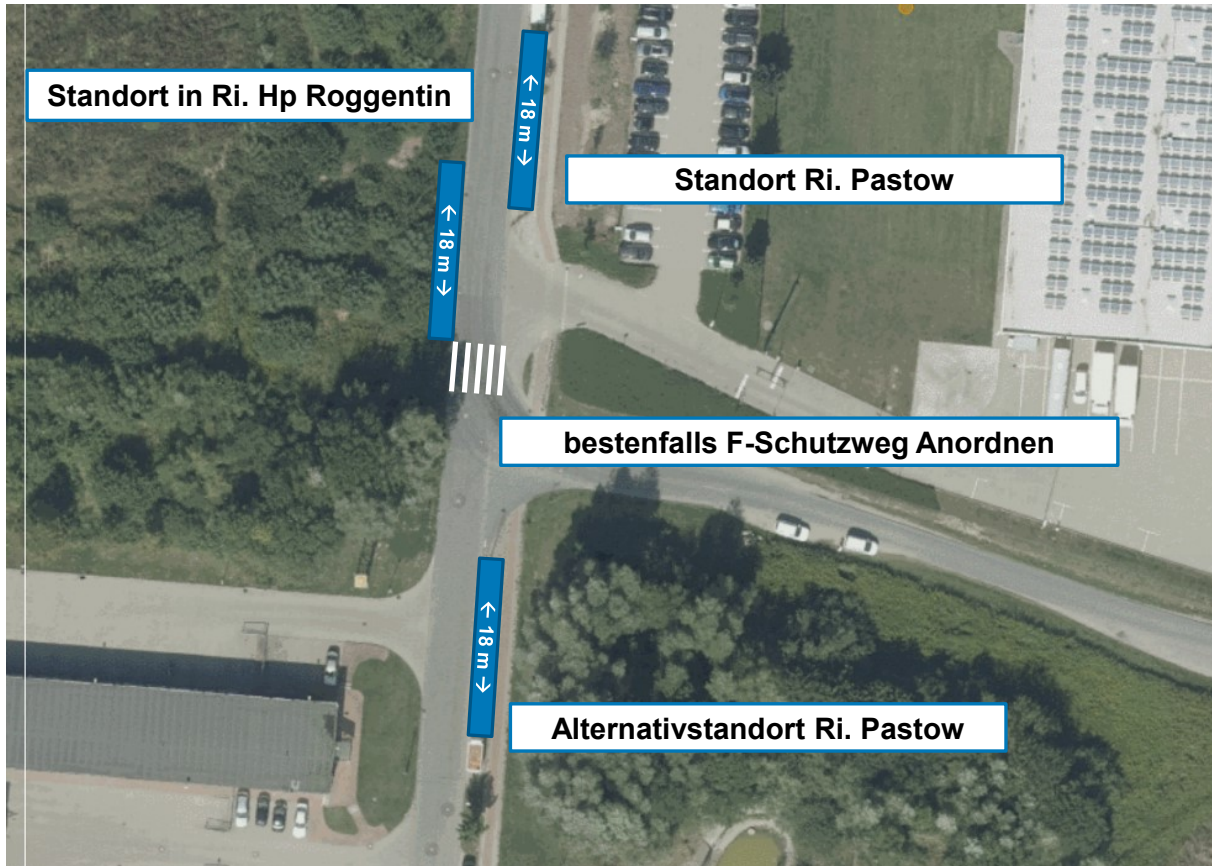 Standort in Ri. Hp Roggentin
← 18 m →
Standort Ri. Pastow
← 18 m →
bestenfalls F-Schutzweg Anordnen
← 18 m →
Alternativstandort Ri. Pastow